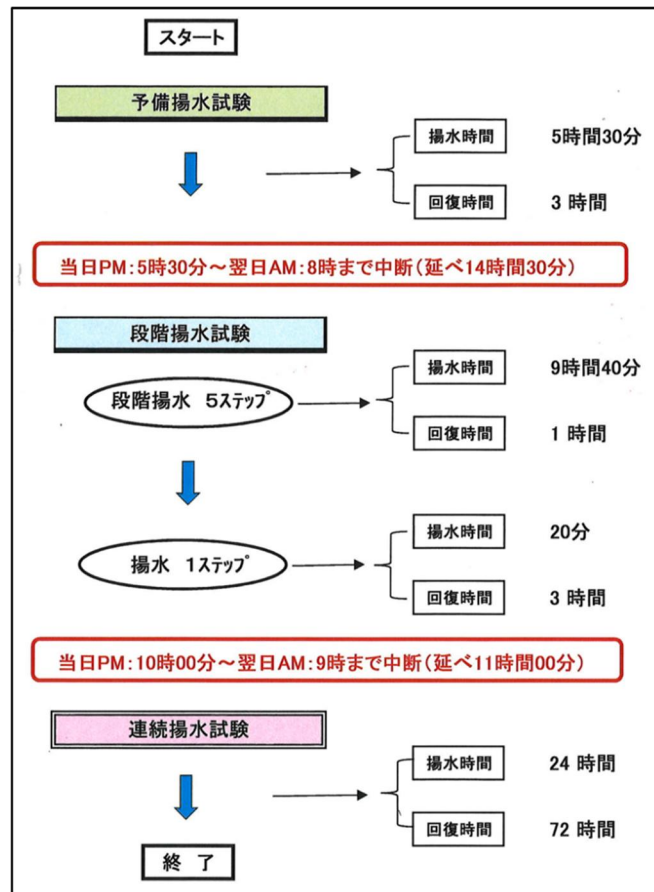 スタート
予備揚水試験
揚水時間 5時間30分
回復時間 3 時間
当日PM:5時30分～翌日AM:8時まで中断(延べ14時間30分)
段階揚水試験
揚水時間 9時間40分
段階揚水 5ステップ
回復時間 1 時間
揚水時間 20分
揚水 1ステップ
回復時間 3 時間
当日PM:10時00分～翌日AM:9時まで中断(延べ11時間00分)
連続揚水試験
揚水時間 24 時間
回復時間 72 時間
終 了